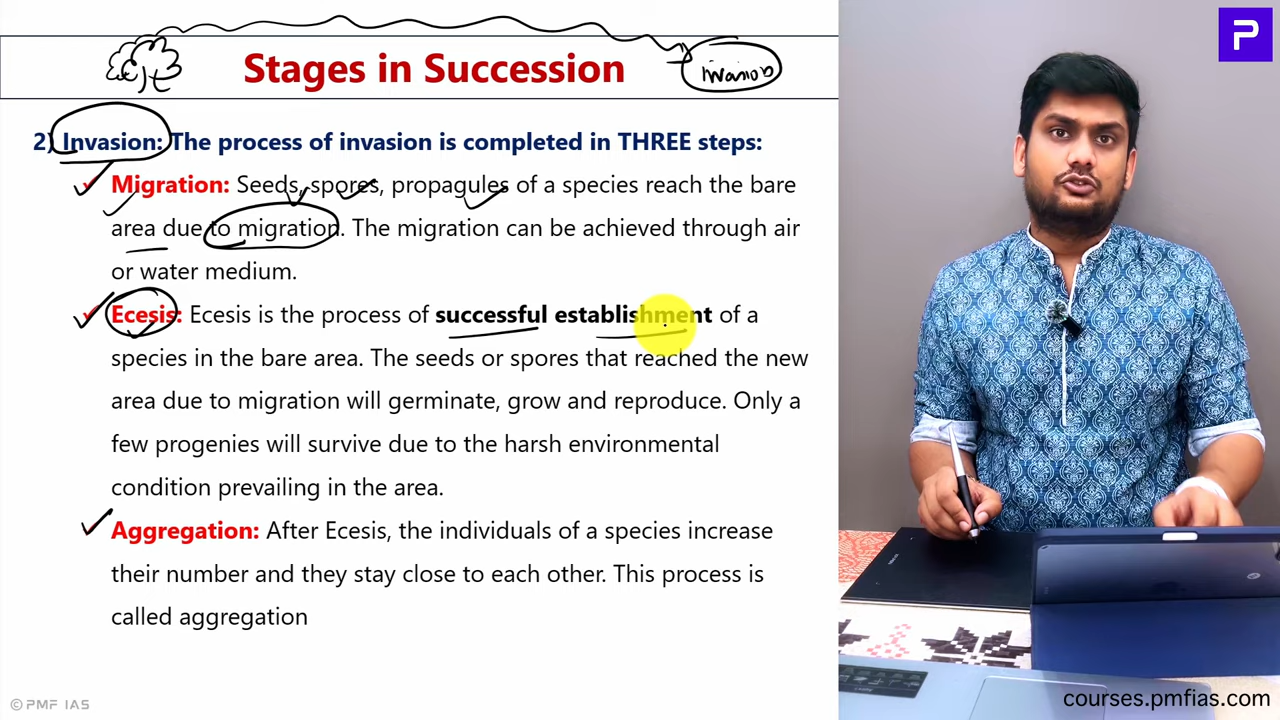 Stages in Succession
Invasion
2) Invasion: The process of invasion is completed in THREE steps:
Migration: Seeds, spores, propagules of a species reach the bare
area due to migration. The migration can be achieved through air
or water medium.
Ecesis: Ecesis is the process of successful establishment of a
species in the bare area. The seeds or spores that reached the new
area due to migration will germinate, grow and reproduce. Only a
few progenies will survive due to the harsh environmental
condition prevailing in the area.
Aggregation: After Ecesis, the individuals of a species increase
their number and they stay close to each other. This process is
called aggregation
© PMF IAS
P
courses.pmfias.com